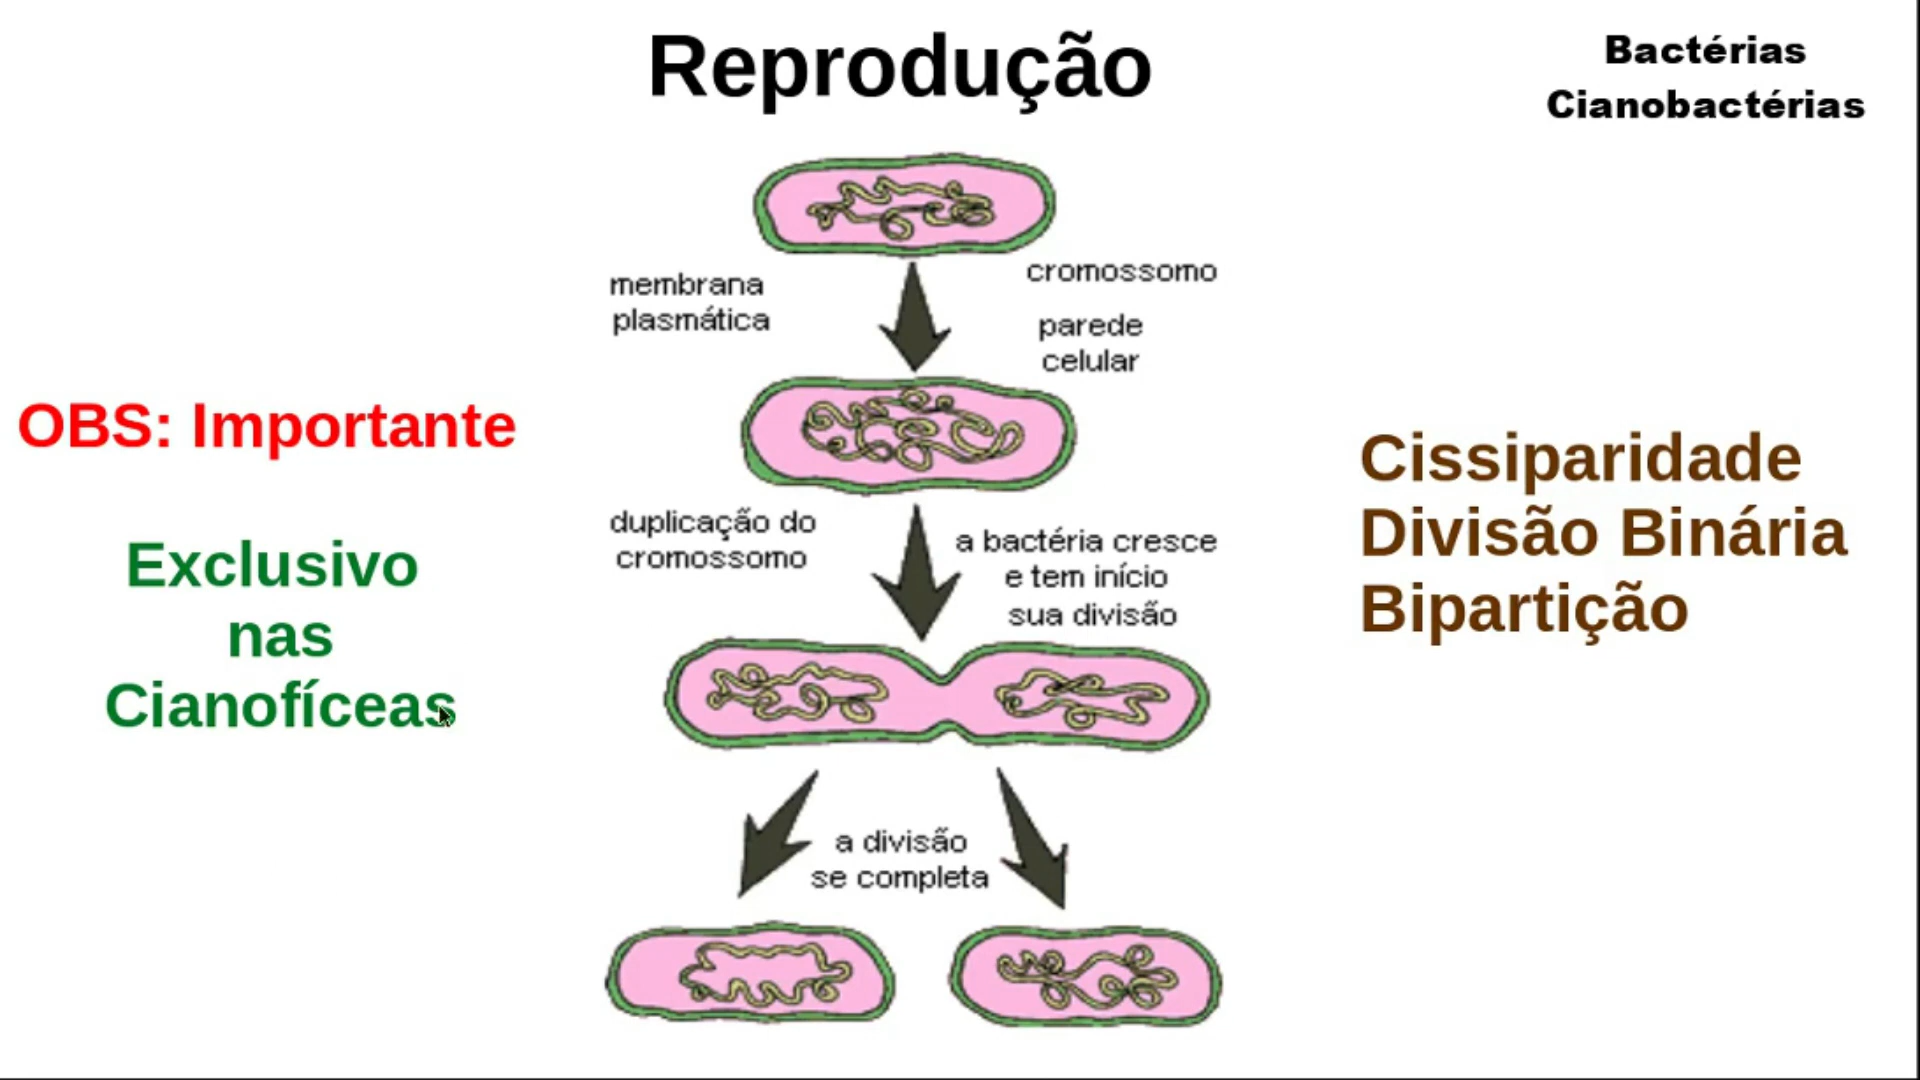 Reprodução
Bactérias
Cianobactérias
membrana
plasmática
cromossomo
parede
celular
OBS: Importante
Exclusivo
nas
Cianofíceas
duplicação do
cromossomo
a bactéria cresce
e tem início
sua divisão
Cissiparidade
Divisão Binária
Bipartição
a divisão
se completa